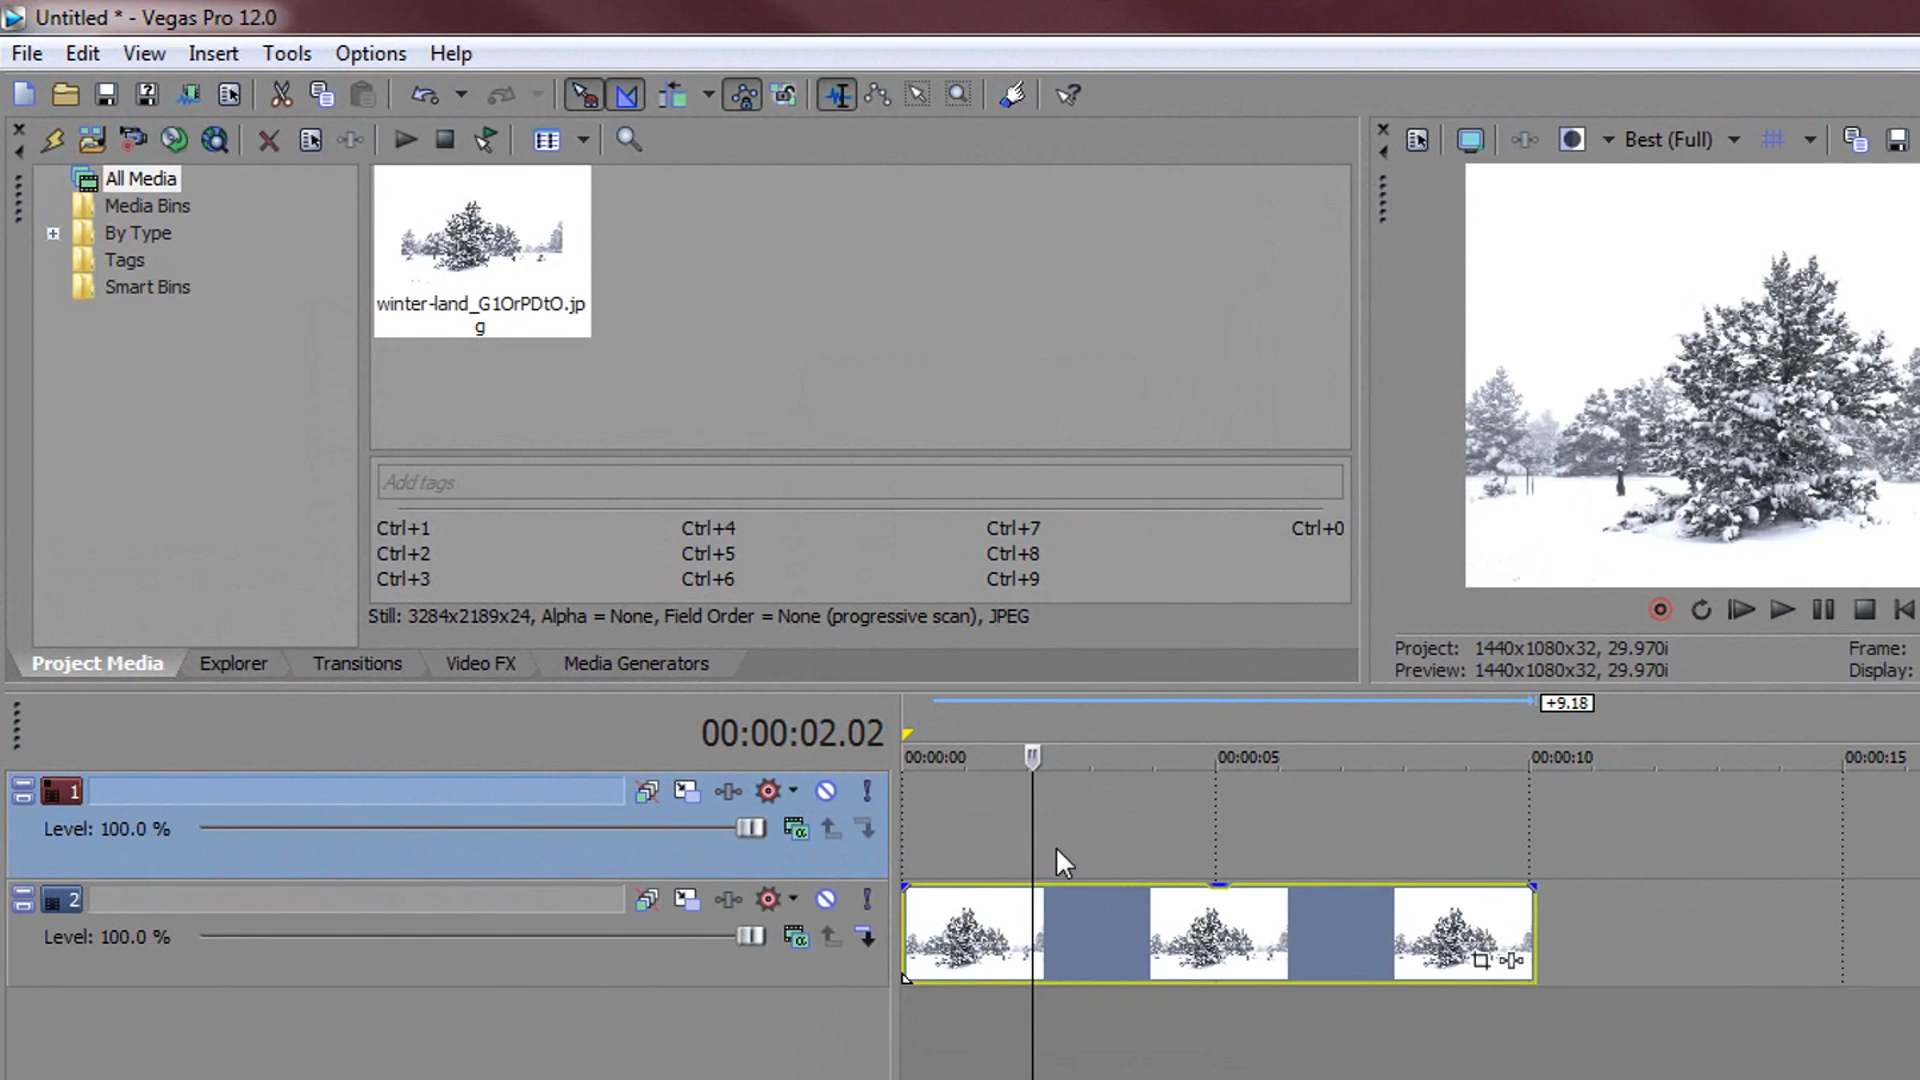 Untitled * - Vegas Pro 12.0
File Edit View Insert Tools Options Help
Best (Full)
All Media
Media Bins
By Type
Tags
Smart Bins
winter-land_G1OrPDtO.jp
g
Add tags
Ctrl+1 Ctrl+4 Ctrl+7 Ctrl+0
Ctrl+2 Ctrl+5 Ctrl+8
Ctrl+3 Ctrl+6 Ctrl+9
Still: 3284x2189x24, Alpha = None, Field Order = None (progressive scan), JPEG
Project Media Explorer Transitions Video FX Media Generators
Project: 1440x1080x32, 29.970i Frame:
Preview: 1440x1080x32, 29.970i Display:
+9.18
00:00:02.02
00:00:00 00:00:05 00:00:10 00:00:15
1
Level: 100.0 %
2
Level: 100.0 %